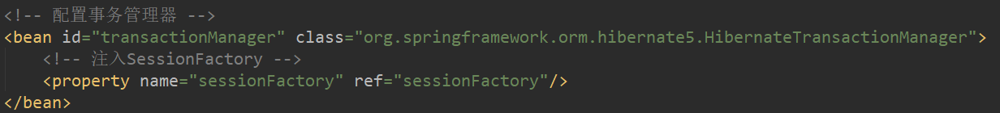 <!-- 配置事务管理器 -->
<bean id="transactionManager" class="org.springframework.orm.hibernate5.HibernateTransactionManager">
    <!-- 注入SessionFactory -->
    <property name="sessionFactory" ref="sessionFactory"/>
</bean>